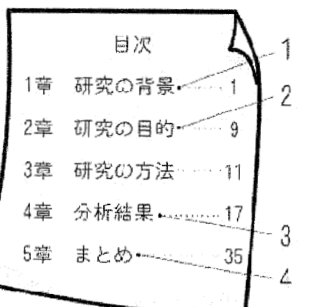 目次
1章 研究の背景 1
2章 研究の目的 9
3章 研究の方法 11
4章 分析結果 17
5章 まとめ 35
1
2
3
4